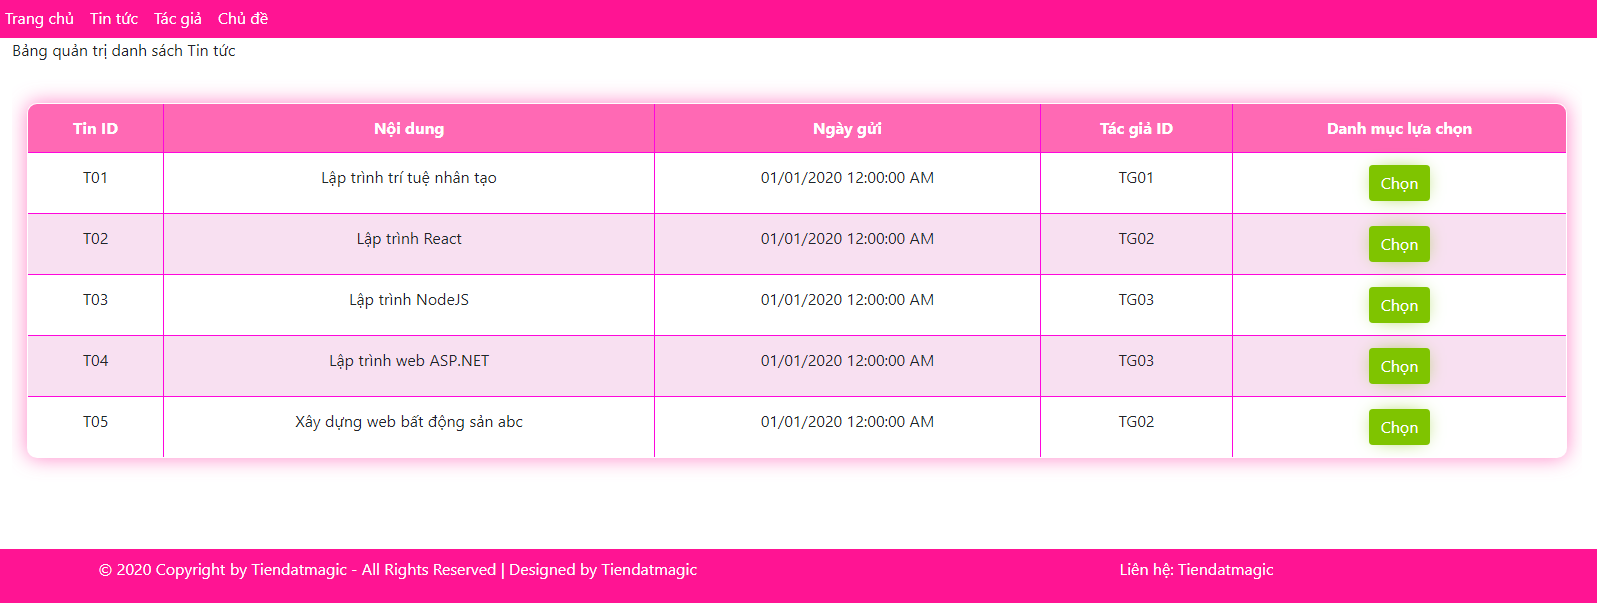 Trang chủ Tin tức Tác giả Chủ đề
Bảng quản trị danh sách Tin tức
Tin ID Nội dung Ngày gửi Tác giả ID Danh mục lựa chọn
T01 Lập trình trí tuệ nhân tạo 01/01/2020 12:00:00 AM TG01 Chọn
T02 Lập trình React 01/01/2020 12:00:00 AM TG02 Chọn
T03 Lập trình NodeJS 01/01/2020 12:00:00 AM TG03 Chọn
T04 Lập trình web ASP.NET 01/01/2020 12:00:00 AM TG03 Chọn
T05 Xây dựng web bất động sản abc 01/01/2020 12:00:00 AM TG02 Chọn
© 2020 Copyright by Tiendatmagic - All Rights Reserved | Designed by Tiendatmagic Liên hệ: Tiendatmagic